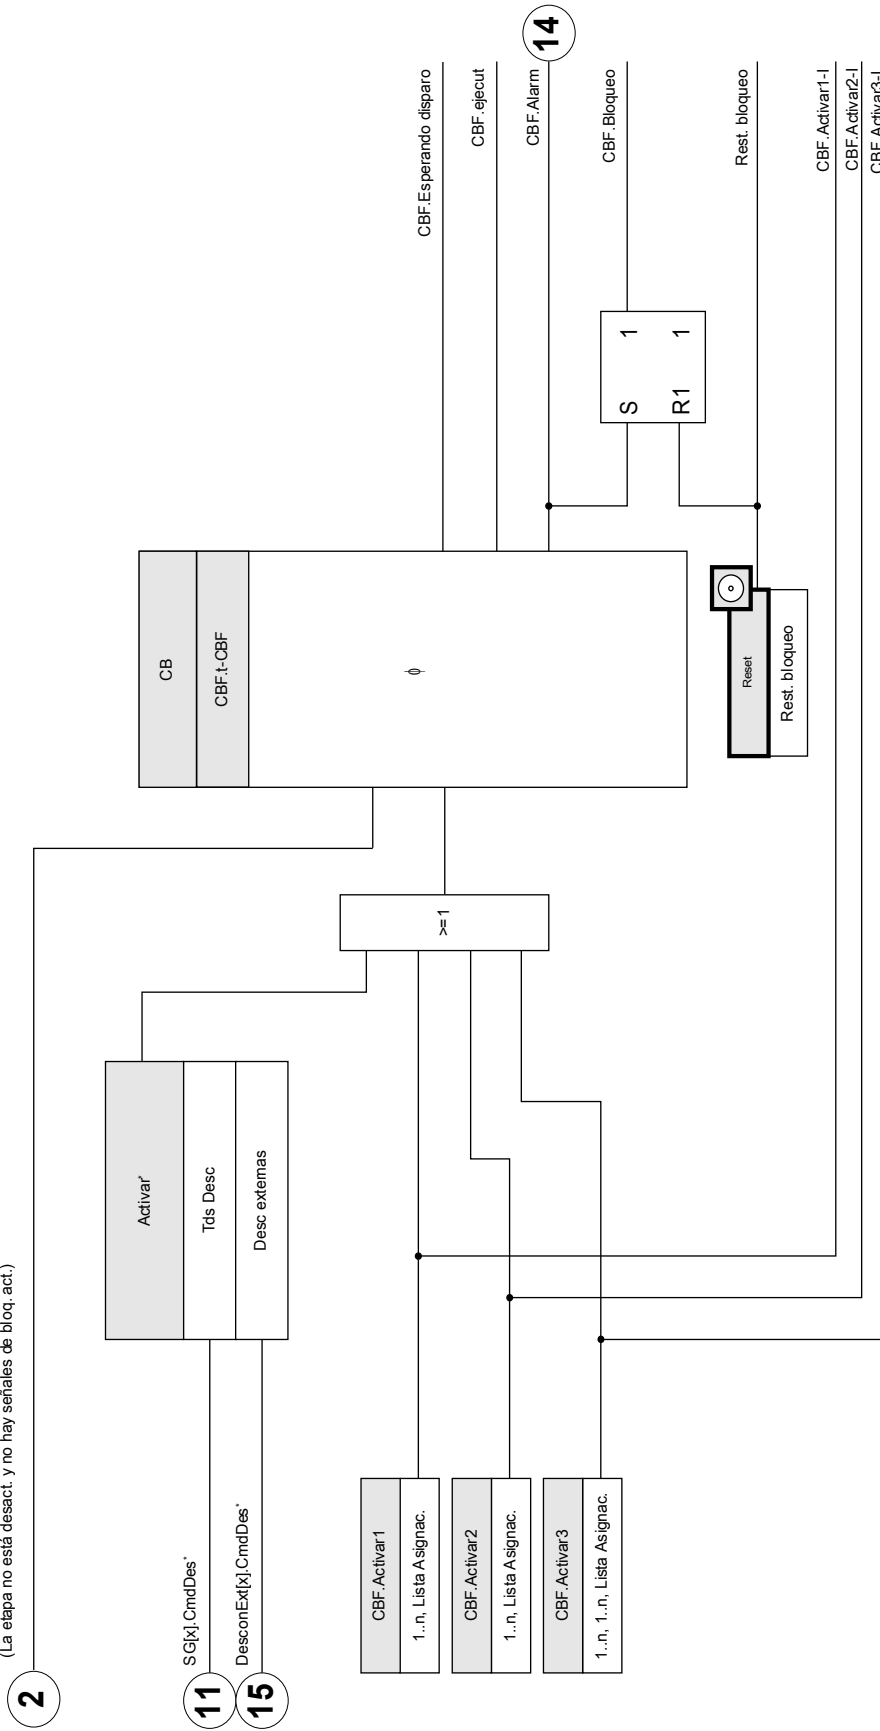 2
(La etapa no está desact. y no hay señales de bloq. act.)
11
SG[x].CmdDes*
15
DesconExt[x].CmdDes*
Activar*
Tds Desc
Desc externas
CBF.Activar1
1..n, Lista Asignac.
CBF.Activar2
1..n, Lista Asignac.
CBF.Activar3
1..n, 1..n, Lista Asignac.
>=1
CB
CBF.t-CBF
ϕ
Reset
Rest. bloqueo
S
1
R1
1
CBF.Esperando disparo
CBF.ejecut
CBF.Alarm
14
CBF.Bloqueo
Rest. bloqueo
CBF.Activar1-I
CBF.Activar2-I
CBF.Activar3-I